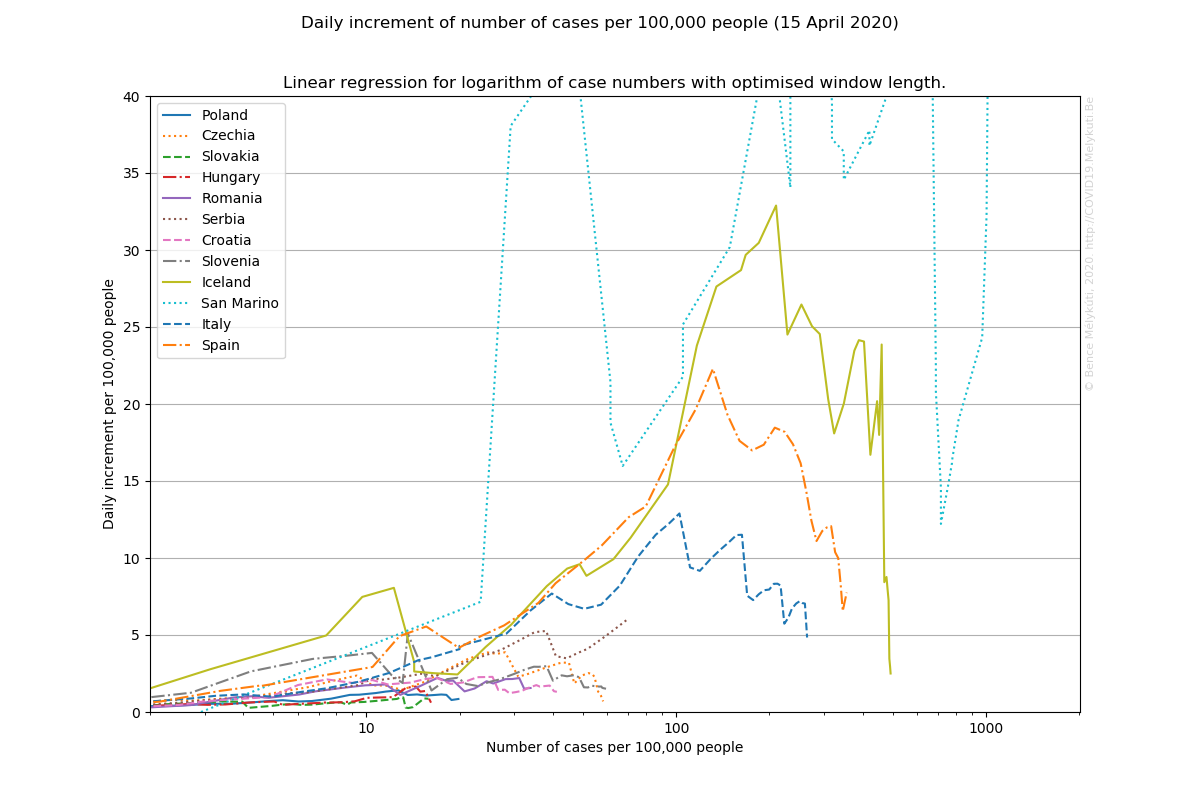 Daily increment of number of cases per 100,000 people (15 April 2020)
Linear regression for logarithm of case numbers with optimised window length.
40
35
30
25
20
15
10
5
0
Daily increment per 100,000 people
Poland
Czechia
Slovakia
Hungary
Romania
Serbia
Croatia
Slovenia
Iceland
San Marino
Italy
Spain
10
100
1000
Number of cases per 100,000 people
© Bence Mélykúti, 2020. http://COVID19.Melykuti.Be